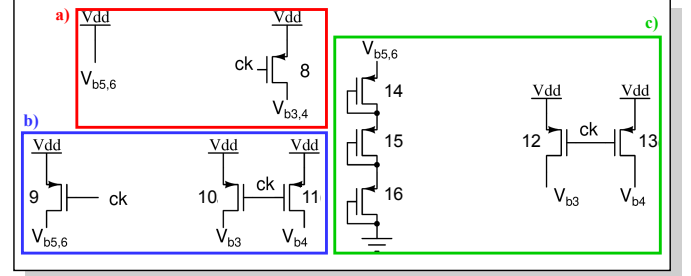 a)
Vdd
Vdd
ck
8
Vb5,6
Vb3,4
b)
Vdd
Vdd
Vdd
9
ck
10
ck
11
Vb5,6
Vb3
Vb4
c)
Vb5,6
14
15
16
Vdd
Vdd
12
ck
13
Vb3
Vb4